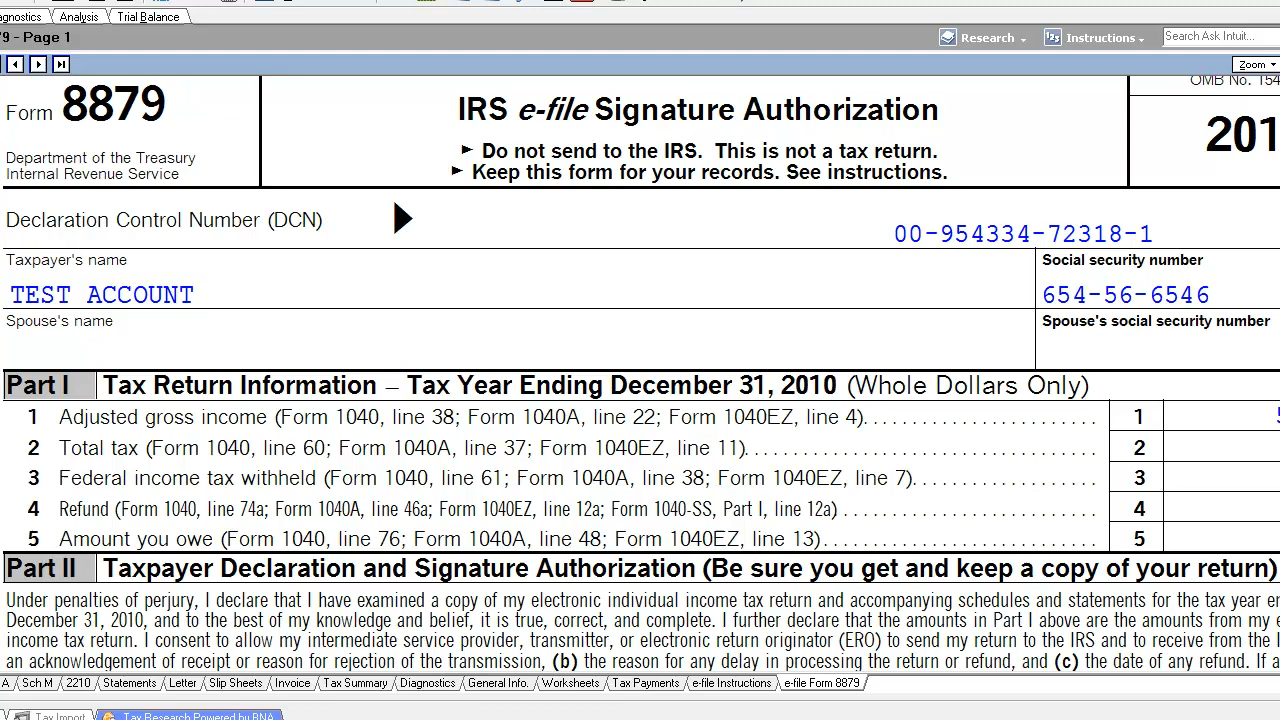 gnostics Analysis Trial Balance
79 - Page 1 Research Instructions Search Ask Intuit...
Zoom
Form 8879 IRS e-file Signature Authorization OMB No. 154
► Do not send to the IRS. This is not a tax return. 201
Department of the Treasury
Internal Revenue Service ► Keep this form for your records. See instructions.
Declaration Control Number (DCN) ► 00-954334-72318-1
Taxpayer's name Social security number
TEST ACCOUNT 654-56-6546
Spouse's name Spouse's social security number
Part I Tax Return Information – Tax Year Ending December 31, 2010 (Whole Dollars Only)
1 Adjusted gross income (Form 1040, line 38; Form 1040A, line 22; Form 1040EZ, line 4). 1 5
2 Total tax (Form 1040, line 60; Form 1040A, line 37; Form 1040EZ, line 11). 2
3 Federal income tax withheld (Form 1040, line 61; Form 1040A, line 38; Form 1040EZ, line 7). 3
4 Refund (Form 1040, line 74a; Form 1040A, line 46a; Form 1040EZ, line 12a; Form 1040-SS, Part I, line 12a) 4
5 Amount you owe (Form 1040, line 76; Form 1040A, line 48; Form 1040EZ, line 13) 5
Part II Taxpayer Declaration and Signature Authorization (Be sure you get and keep a copy of your return)
Under penalties of perjury, I declare that I have examined a copy of my electronic individual income tax return and accompanying schedules and statements for the tax year en
December 31, 2010, and to the best of my knowledge and belief, it is true, correct, and complete. I further declare that the amounts in Part I above are the amounts from my e
income tax return. I consent to allow my intermediate service provider, transmitter, or electronic return originator (ERO) to send my return to the IRS and to receive from the I
an acknowledgement of receipt or reason for rejection of the transmission, (b) the reason for any delay in processing the return or refund, and (c) the date of any refund. If a
A Sch M 2210 Statements Letter Slip Sheets Invoice Tax Summary Diagnostics General Info. Worksheets Tax Payments e-file Instructions e-file Form 8879
Tax Import Tax Research Powered by BNA